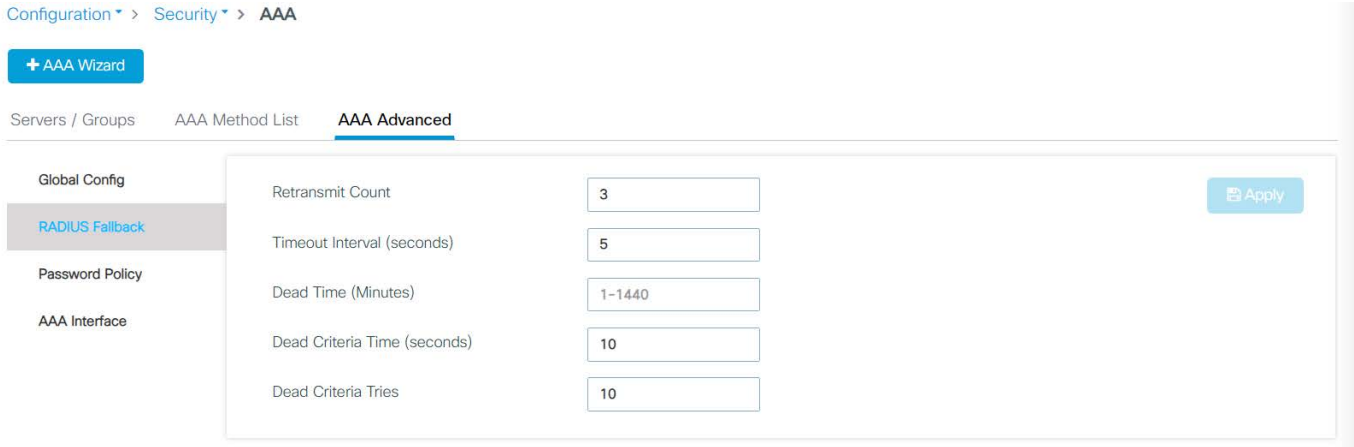 Configuration > Security > AAA
+ AAA Wizard
Servers / Groups AAA Method List AAA Advanced
Global Config
RADIUS Fallback
Password Policy
AAA Interface
Retransmit Count 3
Apply
Timeout Interval (seconds) 5
Dead Time (Minutes) 1-1440
Dead Criteria Time (seconds) 10
Dead Criteria Tries 10